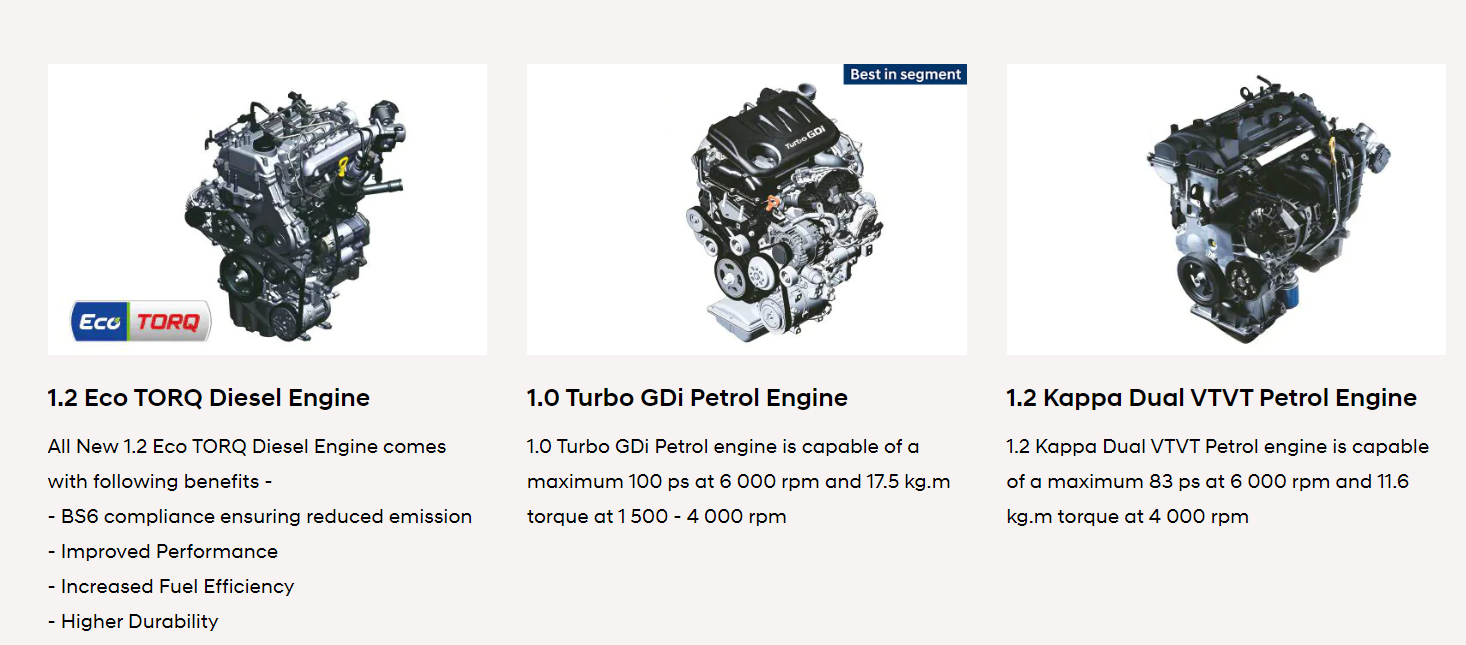 Best in segment
Turbo GDi
Eco TORQ
1.2 Eco TORQ Diesel Engine
All New 1.2 Eco TORQ Diesel Engine comes
with following benefits -
- BS6 compliance ensuring reduced emission
- Improved Performance
- Increased Fuel Efficiency
- Higher Durability
1.0 Turbo GDi Petrol Engine
1.0 Turbo GDi Petrol engine is capable of a
maximum 100 ps at 6 000 rpm and 17.5 kg.m
torque at 1 500 - 4 000 rpm
1.2 Kappa Dual VTVT Petrol Engine
1.2 Kappa Dual VTVT Petrol engine is capable
of a maximum 83 ps at 6 000 rpm and 11.6
kg.m torque at 4 000 rpm